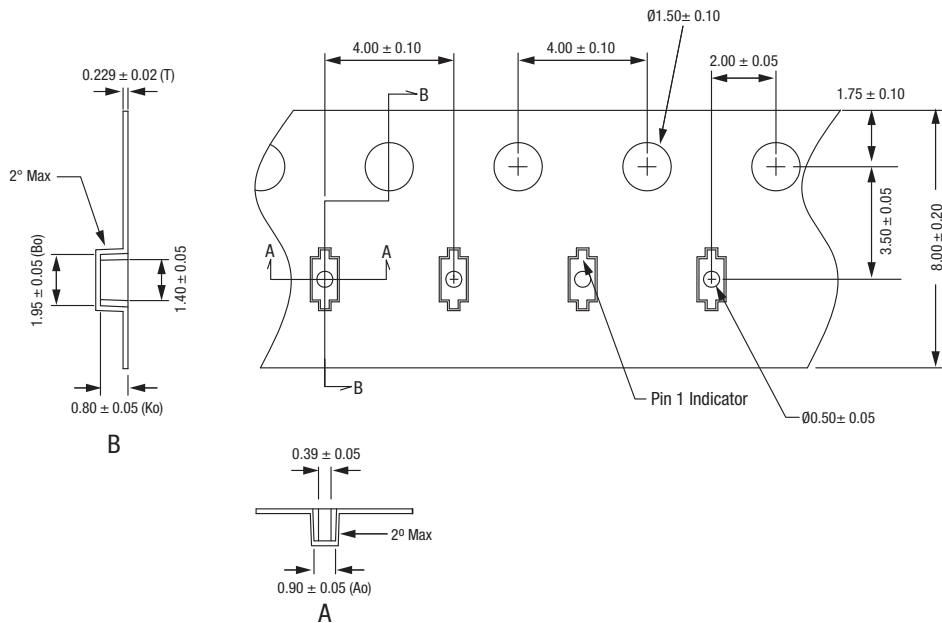 Ø1.50± 0.10
4.00 ± 0.10
4.00 ± 0.10
2.00 ± 0.05
0.229 ± 0.02 (T)
1.75 ± 0.10
B
2° Max
3.50 ± 0.05
8.00 ± 0.20
A
A
1.95 ± 0.05 (Bo)
1.40 ± 0.05
B
Pin 1 Indicator
0.80 ± 0.05 (Ko)
Ø0.50± 0.05
B
0.39 ± 0.05
2º Max
0.90 ± 0.05 (Ao)
A